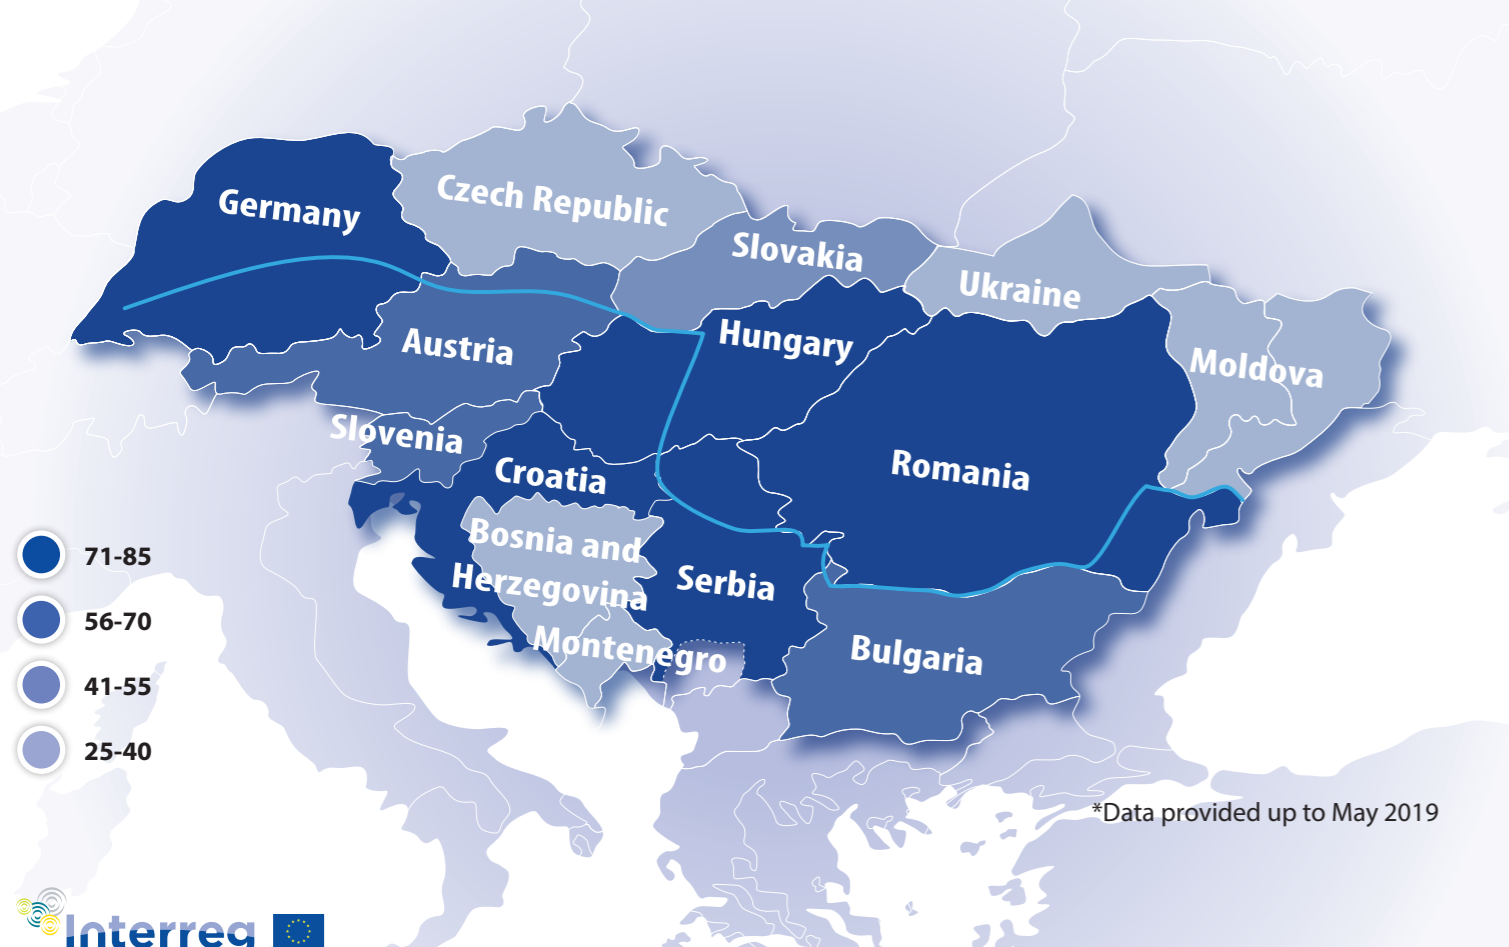 Germany
Czech Republic
Slovakia
Ukraine
Austria
Hungary
Moldova
Slovenia
Croatia
Romania
Bosnia and
Herzegovina
Serbia
Montenegro
Bulgaria
71-85
56-70
41-55
25-40
*Data provided up to May 2019
Interreg